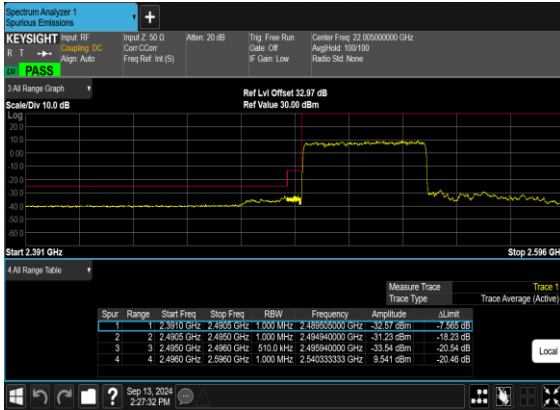 Spectrum Analyzer 1
Spurious Emissions
+
KEYSIGHT Input: RF Input Z: 50 Ω Atten: 20 dB Trig: Free Run Center Freq: 22.005000000 GHz
R T Coupling: DC Corr CCorr Gate: Off Avg|Hold: 100/100
Align: Auto Freq Ref: Int (S) IF Gain: Low Radio Std: None
PASS
3 All Range Graph
Ref Lvl Offset 32.97 dB
Scale/Div 10.0 dB Ref Value 30.00 dBm
Log
20.0
10.0
0.00
-10.0
-20.0
-30.0
-40.0
-50.0
-60.0
Start 2.391 GHz Stop 2.596 GH
4 All Range Table
Measure Trace Trace 1
Trace Type Trace Average (Active)
Spur Range Start Freq Stop Freq RBW Frequency Amplitude ΔLimit
1 1 2.3910 GHz 2.4905 GHz 1.000 MHz 2.489505000 GHz -32.57 dBm -7.565 dB
2 2 2.4905 GHz 2.4950 GHz 1.000 MHz 2.494940000 GHz -31.23 dBm -18.23 dB
3 3 2.4950 GHz 2.4960 GHz 510.0 kHz 2.495940000 GHz -33.54 dBm -20.54 dB
4 4 2.4960 GHz 2.5960 GHz 1.000 MHz 2.540333333 GHz 9.541 dBm -20.46 dB
Local
?
Sep 13, 2024
2:27:32 PM